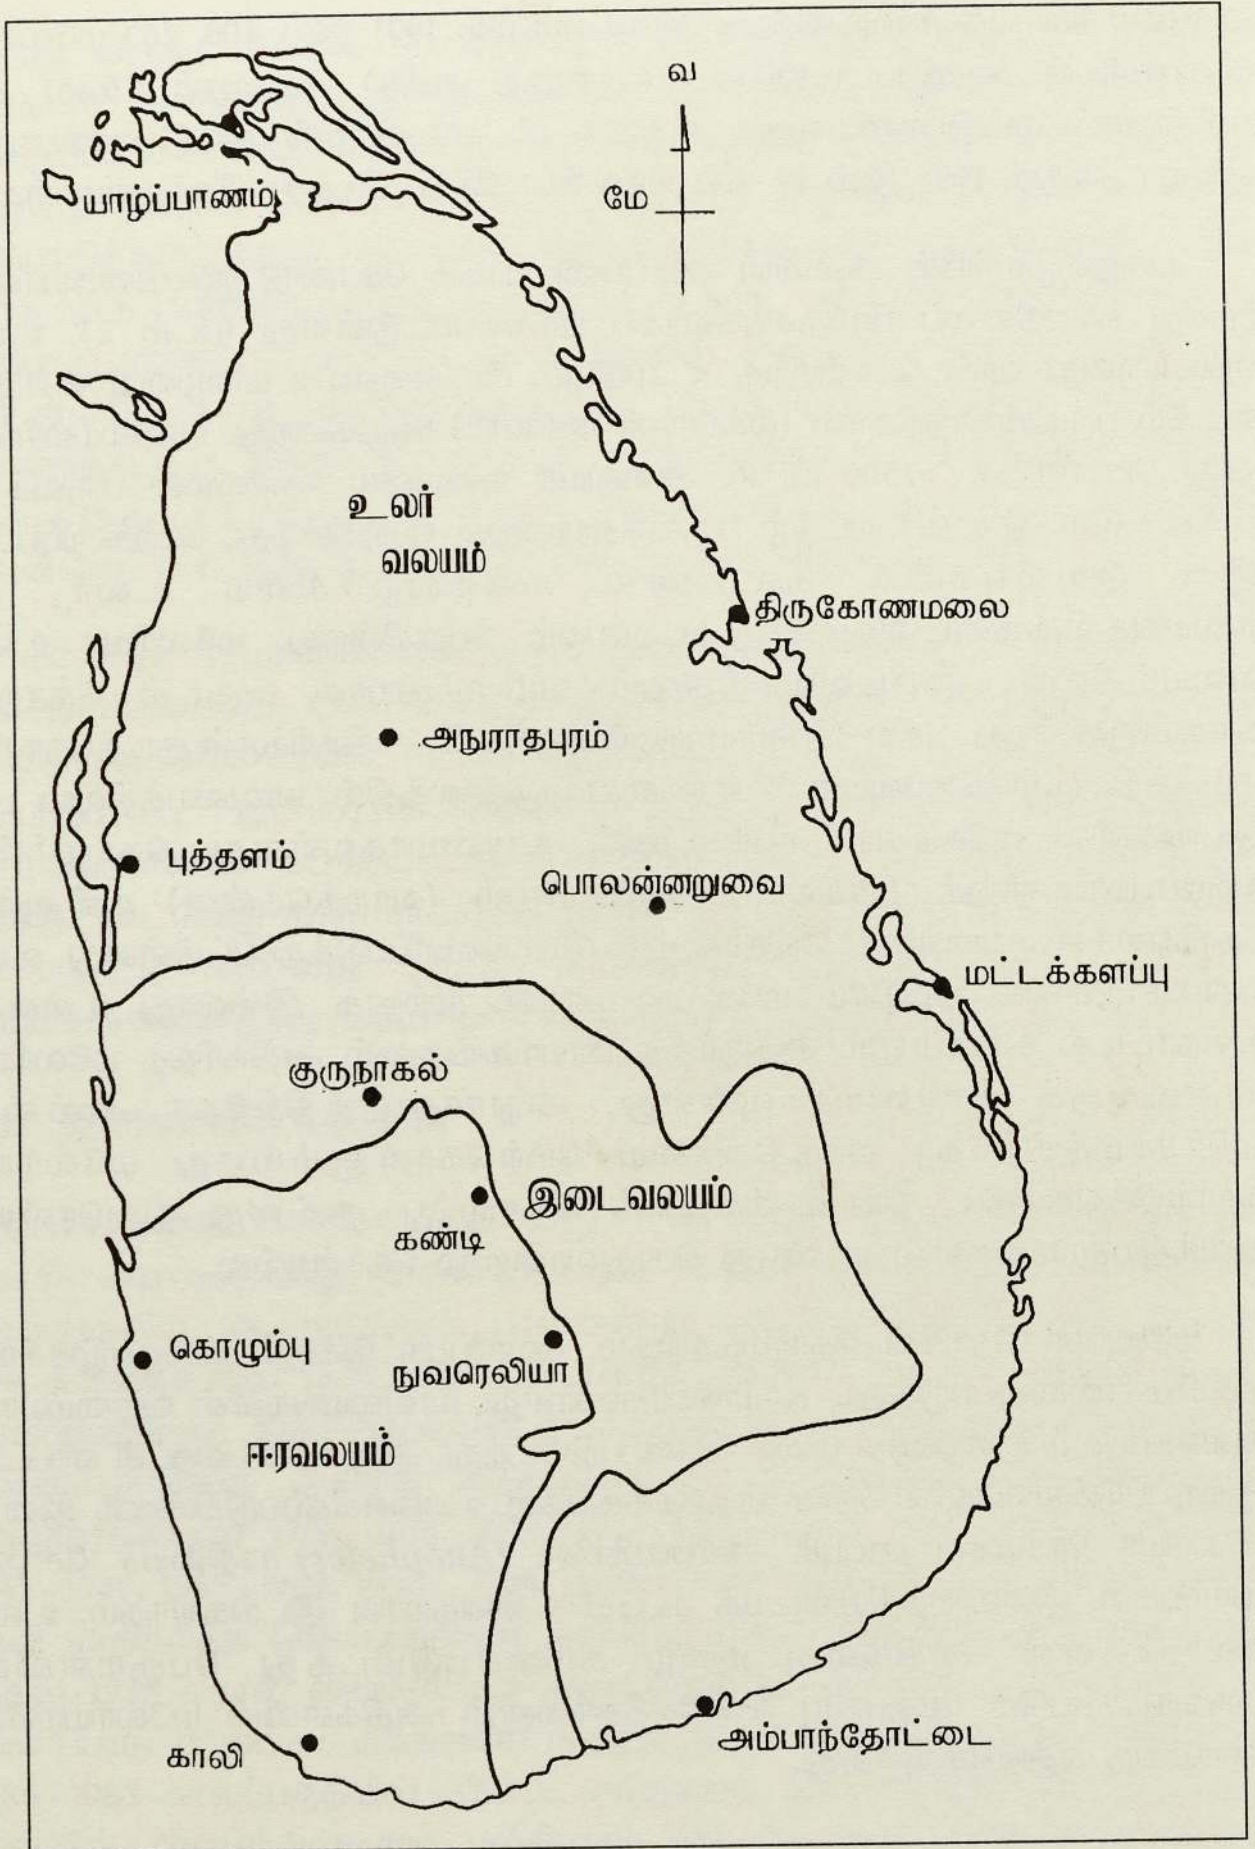 வ
மே
யாழ்ப்பாணம்
உலர்
வலயம்
திருகோணமலை
அநுராதபுரம்
புத்தளம்
பொலன்னறுவை
மட்டக்களப்பு
குருநாகல்
இடைவலயம்
கண்டி
கொழும்பு
நுவரெலியா
ஈரவலயம்
காலி
அம்பாந்தோட்டை